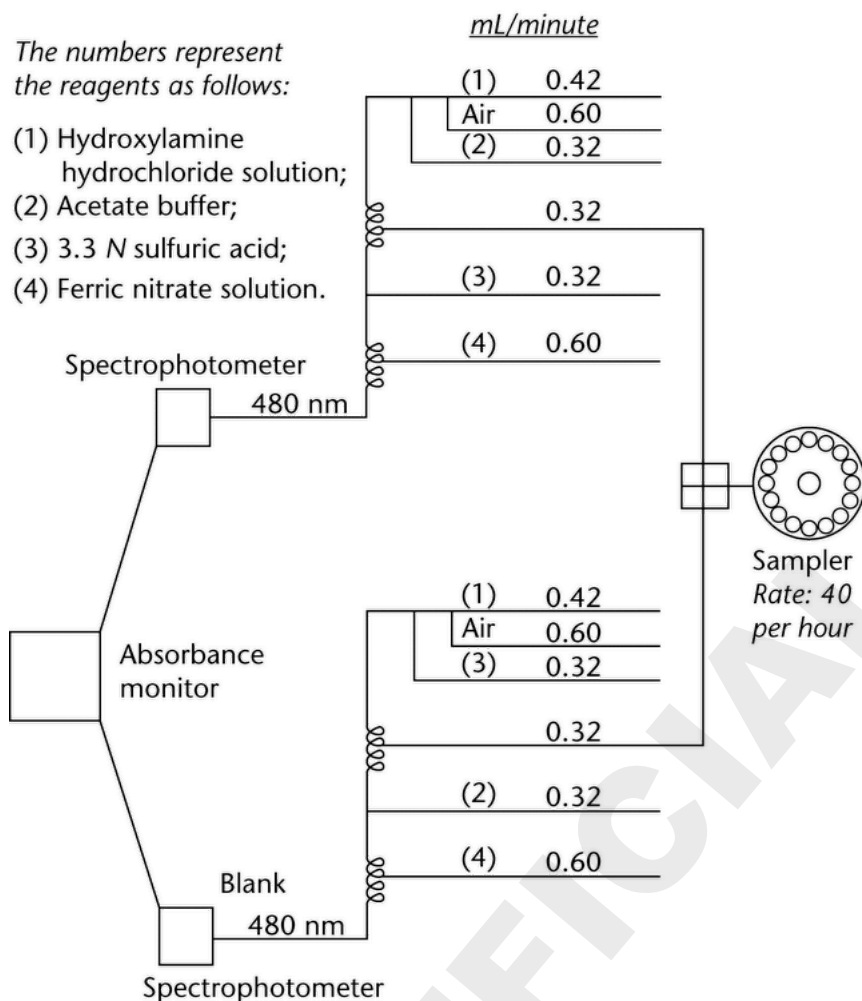 The numbers represent
the reagents as follows:
(1) Hydroxylamine
hydrochloride solution;
(2) Acetate buffer;
(3) 3.3 N sulfuric acid;
(4) Ferric nitrate solution.
mL/minute
(1) 0.42
Air 0.60
(2) 0.32
0.32
(3) 0.32
(4) 0.60
Spectrophotometer
480 nm
Sampler
Rate: 40
per hour
(1) 0.42
Air 0.60
(3) 0.32
Absorbance
monitor
0.32
(2) 0.32
(4) 0.60
Blank
480 nm
Spectrophotometer
FICIAL